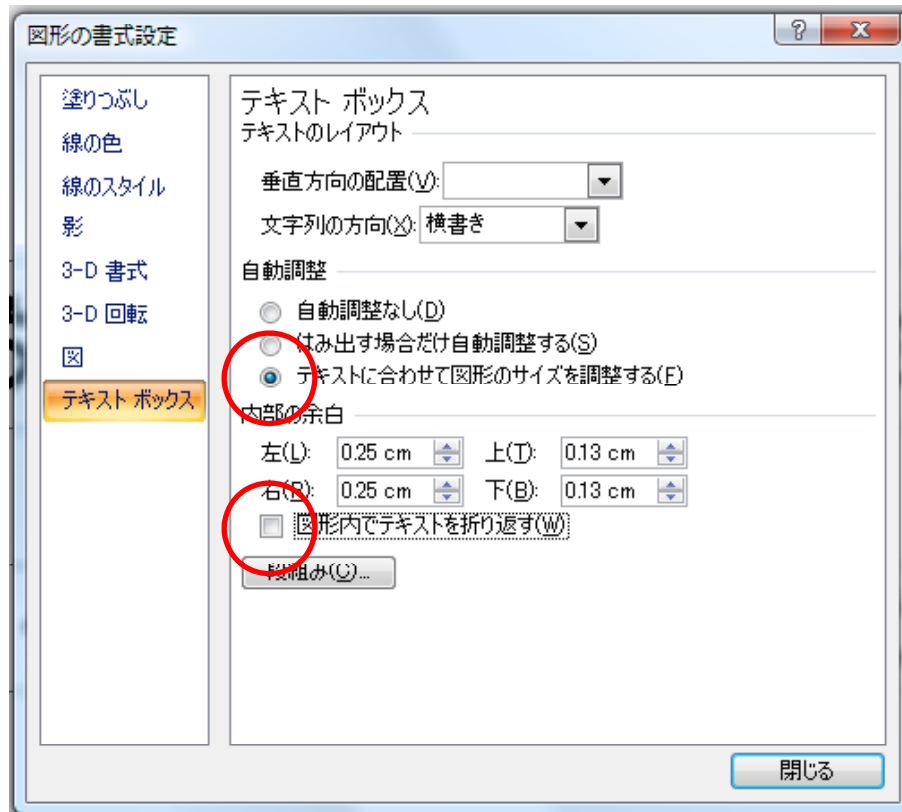 図形の書式設定
塗りつぶし
線の色
線のスタイル
影
3-D 書式
3-D 回転
図
テキスト ボックス
テキスト ボックス
テキストのレイアウト
垂直方向の配置(V):
文字列の方向(X): 横書き
自動調整
自動調整なし(D)
はみ出す場合だけ自動調整する(S)
テキストに合わせて図形のサイズを調整する(F)
内部の余白
左(L): 0.25 cm 上(T): 0.13 cm
右(R): 0.25 cm 下(B): 0.13 cm
図形内でテキストを折り返す(W)
段組み(C)...
閉じる